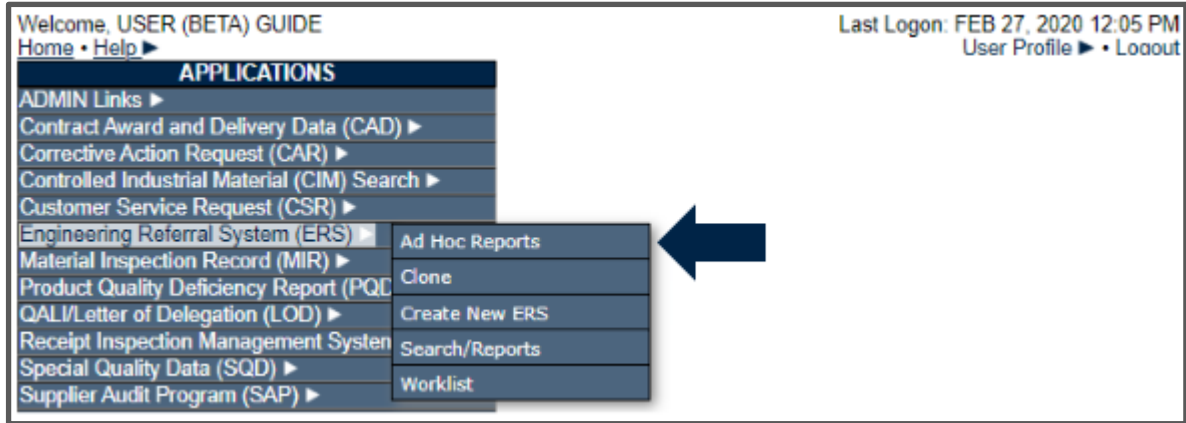 Welcome, USER (BETA) GUIDE
Last Logon: FEB 27, 2020 12:05 PM
Home • Help ►
User Profile ► • Logout
APPLICATIONS
ADMIN Links ►
Contract Award and Delivery Data (CAD) ►
Corrective Action Request (CAR) ►
Controlled Industrial Material (CIM) Search ►
Customer Service Request (CSR) ►
Engineering Referral System (ERS) ►
Material Inspection Record (MIR) ►
Product Quality Deficiency Report (PQD
QALI/Letter of Delegation (LOD) ►
Receipt Inspection Management System
Special Quality Data (SQD) ►
Supplier Audit Program (SAP) ►
Ad Hoc Reports
Clone
Create New ERS
Search/Reports
Worklist